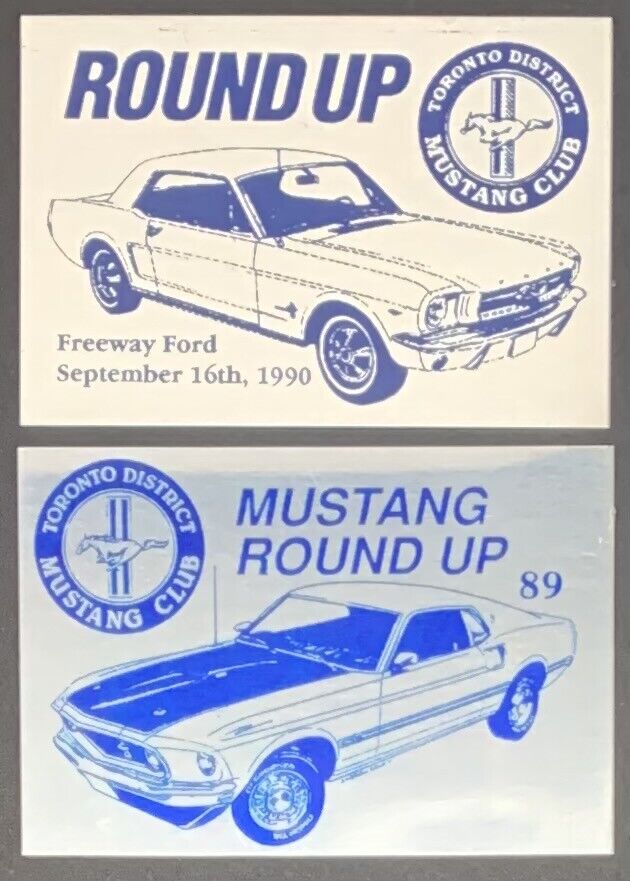 ROUND UP
TORONTO DISTRICT
MUSTANG CLUB
Freeway Ford
September 16th, 1990
TORONTO DISTRICT
MUSTANG CLUB
MUSTANG
ROUND UP
89